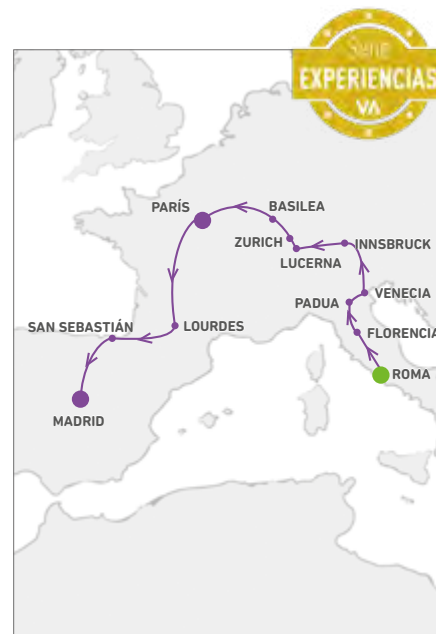 Serie
EXPERIENCIAS
VA
PARÍS
BASILEA
ZURICH
INNSBRUCK
LUCERNA
VENECIA
PADUA
SAN SEBASTIÁN
LOURDES
FLORENCIA
ROMA
MADRID